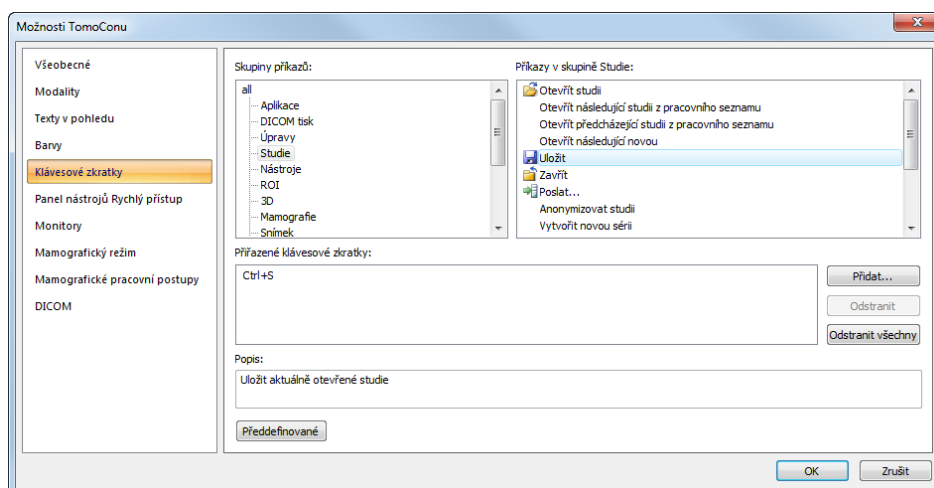 Možnosti TomoConu
Všeobecné
Modality
Texty v pohledu
Barvy
Klávesové zkratky
Panel nástrojů Rychlý přístup
Monitory
Mamografický režim
Mamografické pracovní postupy
DICOM
Skupiny příkazů:
all
Aplikace
DICOM tisk
Úpravy
Studie
Nástroje
ROI
3D
Mamografie
Snímek
Příkazy v skupině Studie:
Otevřít studii
Otevřít následující studii z pracovního seznamu
Otevřít předcházející studii z pracovního seznamu
Otevřít následující novou
Uložit
Zavřít
Poslat...
Anonymizovat studii
Vytvořit novou sérii
Přiřazené klávesové zkratky:
Ctrl+S
Přidat...
Odstranit
Odstranit všechny
Popis:
Uložit aktuálně otevřené studie
Předdefinované
OK
Zrušit